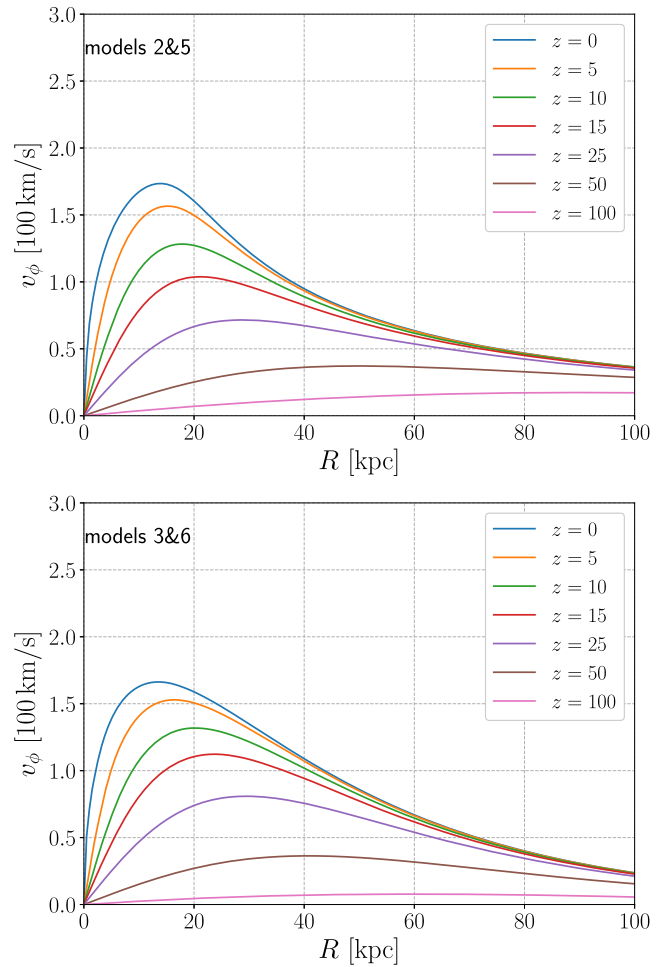 3.0
models 2&5
z = 0
z = 5
2.5
z = 10
z = 15
2.0
z = 25
z = 50
1.5
z = 100
1.0
0.5
0.0
v_ϕ [100 km/s]
0 20 40 60 80 100
R [kpc]
3.0
models 3&6
z = 0
z = 5
2.5
z = 10
z = 15
2.0
z = 25
z = 50
1.5
z = 100
1.0
0.5
0.0
v_ϕ [100 km/s]
0 20 40 60 80 100
R [kpc]